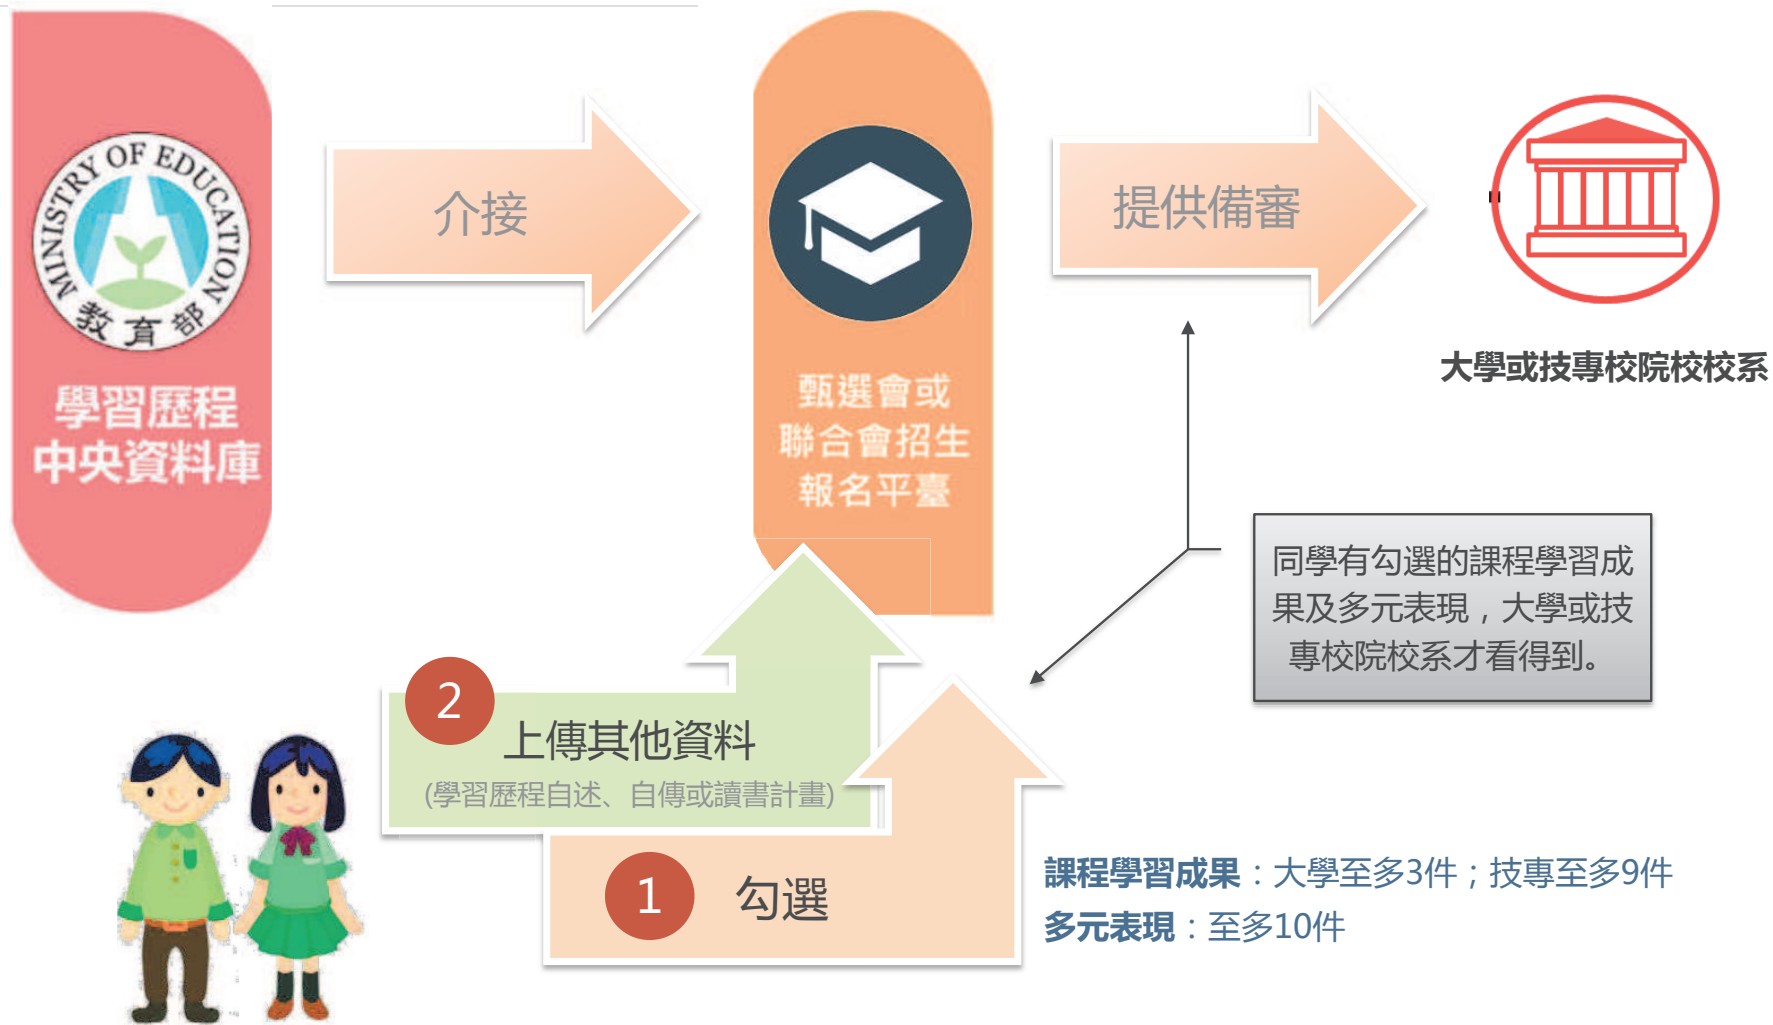 MINISTRY OF EDUCATION
教育部
學習歷程
中央資料庫
介接
甄選會或
聯合會招生
報名平臺
提供備審
大學或技專校院校校系
同學有勾選的課程學習成
果及多元表現，大學或技
專校院校系才看得到。
2
上傳其他資料
(學習歷程自述、自傳或讀書計畫)
1
勾選
課程學習成果：大學至多3件；技專至多9件
多元表現：至多10件